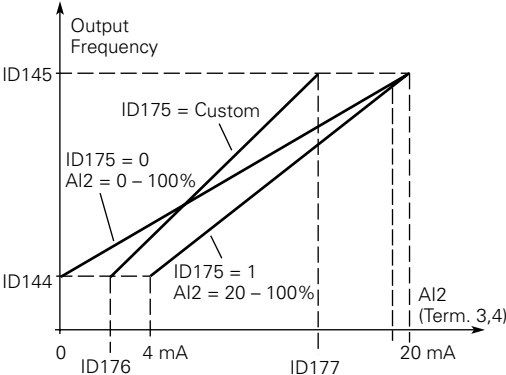 Output
Frequency
ID145
ID175 = Custom
ID175 = 0
AI2 = 0 – 100%
ID144
ID175 = 1
AI2 = 20 – 100%
AI2
(Term. 3,4)
0
ID176
4 mA
ID177
20 mA